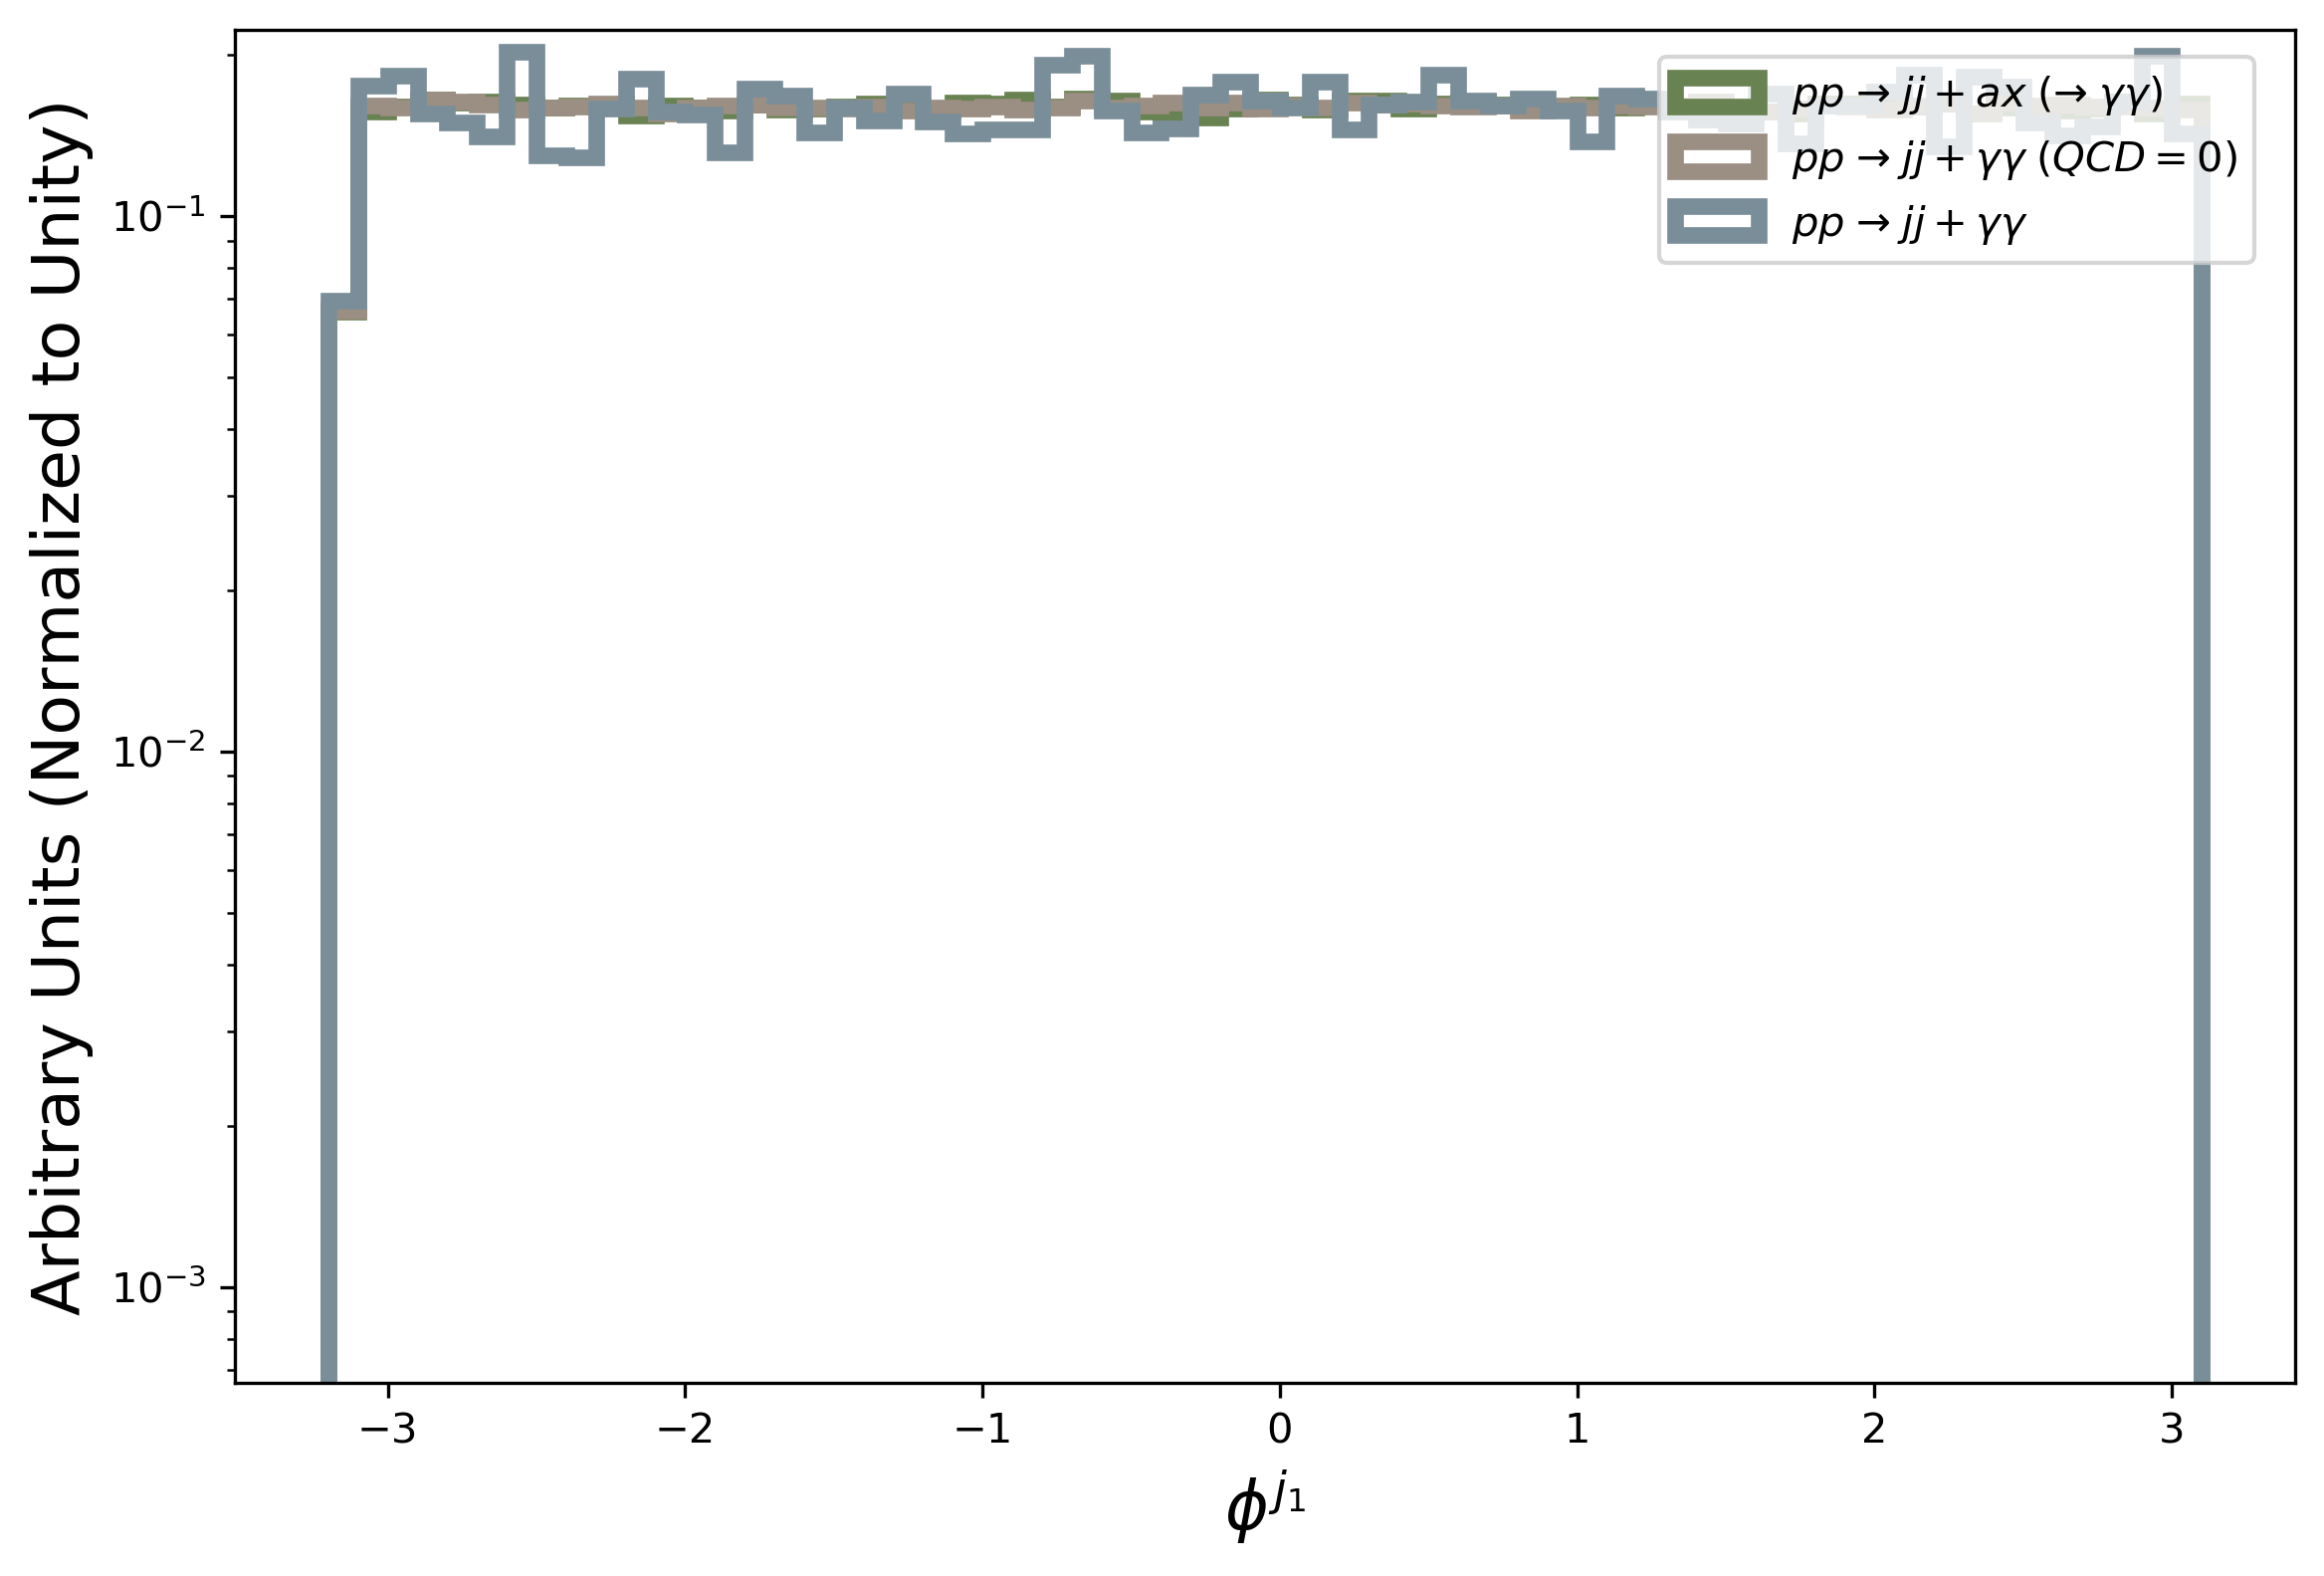 Arbitrary Units (Normalized to Unity)
10⁻¹
10⁻²
10⁻³
pp → jj + ax (→ γγ)
pp → jj + γγ (QCD = 0)
pp → jj + γγ
−3 −2 −1 0 1 2 3
ϕ^{j_1}